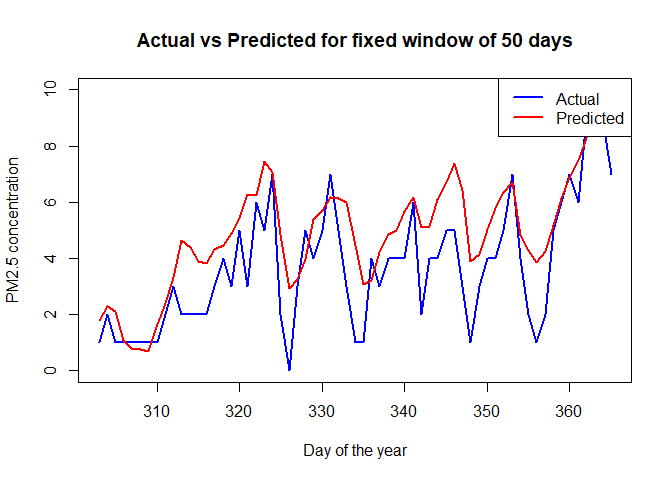 Actual vs Predicted for fixed window of 50 days
Actual
Predicted
PM2.5 concentration
10
8
6
4
2
0
310 320 330 340 350 360
Day of the year